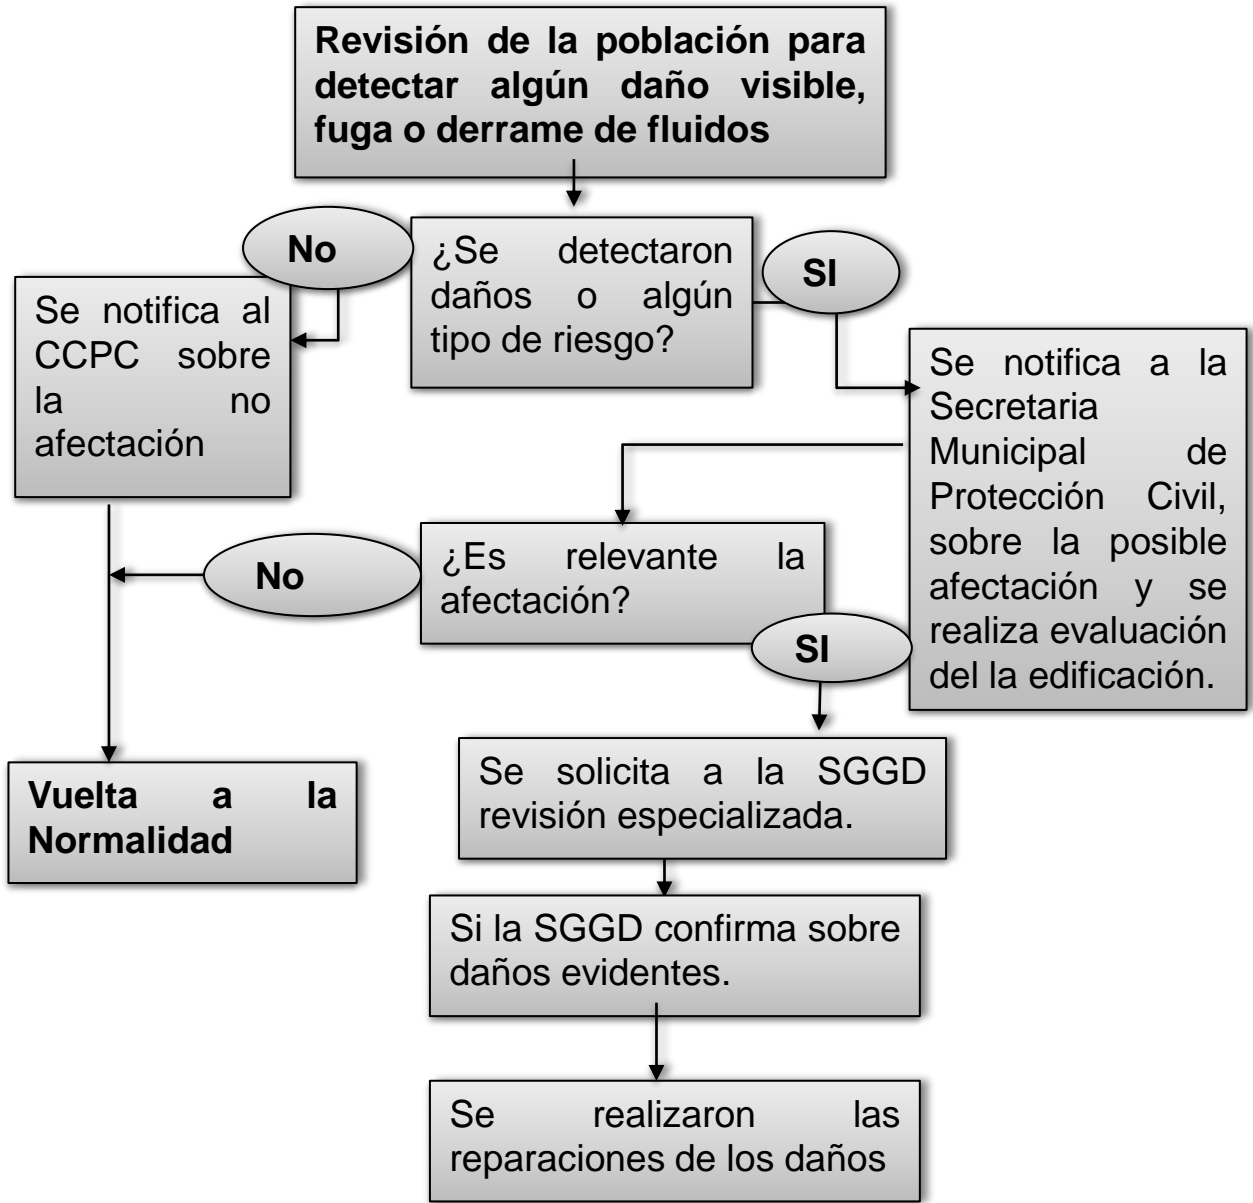 Revisión de la población para
detectar algún daño visible,
fuga o derrame de fluidos
No
¿Se detectaron
daños o algún
tipo de riesgo?
SI
Se notifica al
CCPC sobre
la no
afectación
Se notifica a la
Secretaria
Municipal de
Protección Civil,
sobre la posible
afectación y se
realiza evaluación
del la edificación.
No
¿Es relevante la
afectación?
SI
Vuelta a la
Normalidad
Se solicita a la SGGD
revisión especializada.
Si la SGGD confirma sobre
daños evidentes.
Se realizaron las
reparaciones de los daños